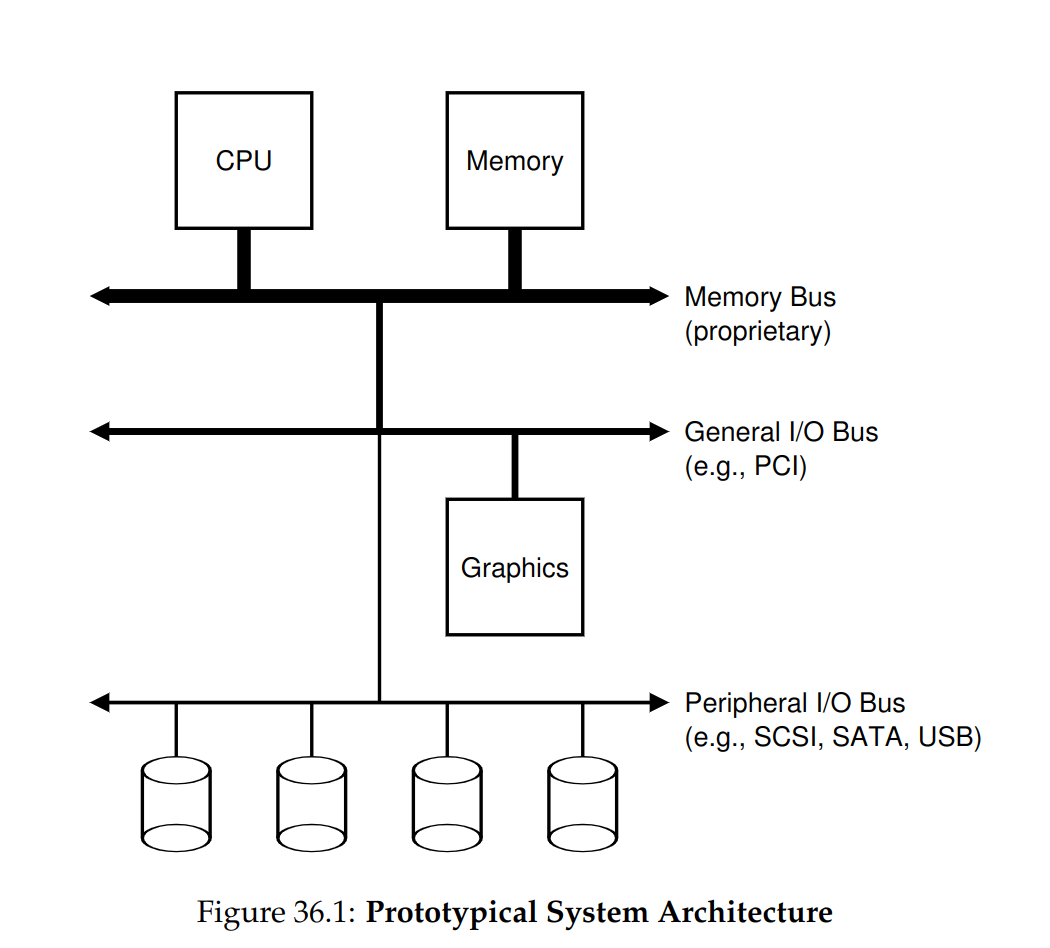 CPU
Memory
Memory Bus
(proprietary)
General I/O Bus
(e.g., PCI)
Graphics
Peripheral I/O Bus
(e.g., SCSI, SATA, USB)
Figure 36.1: Prototypical System Architecture